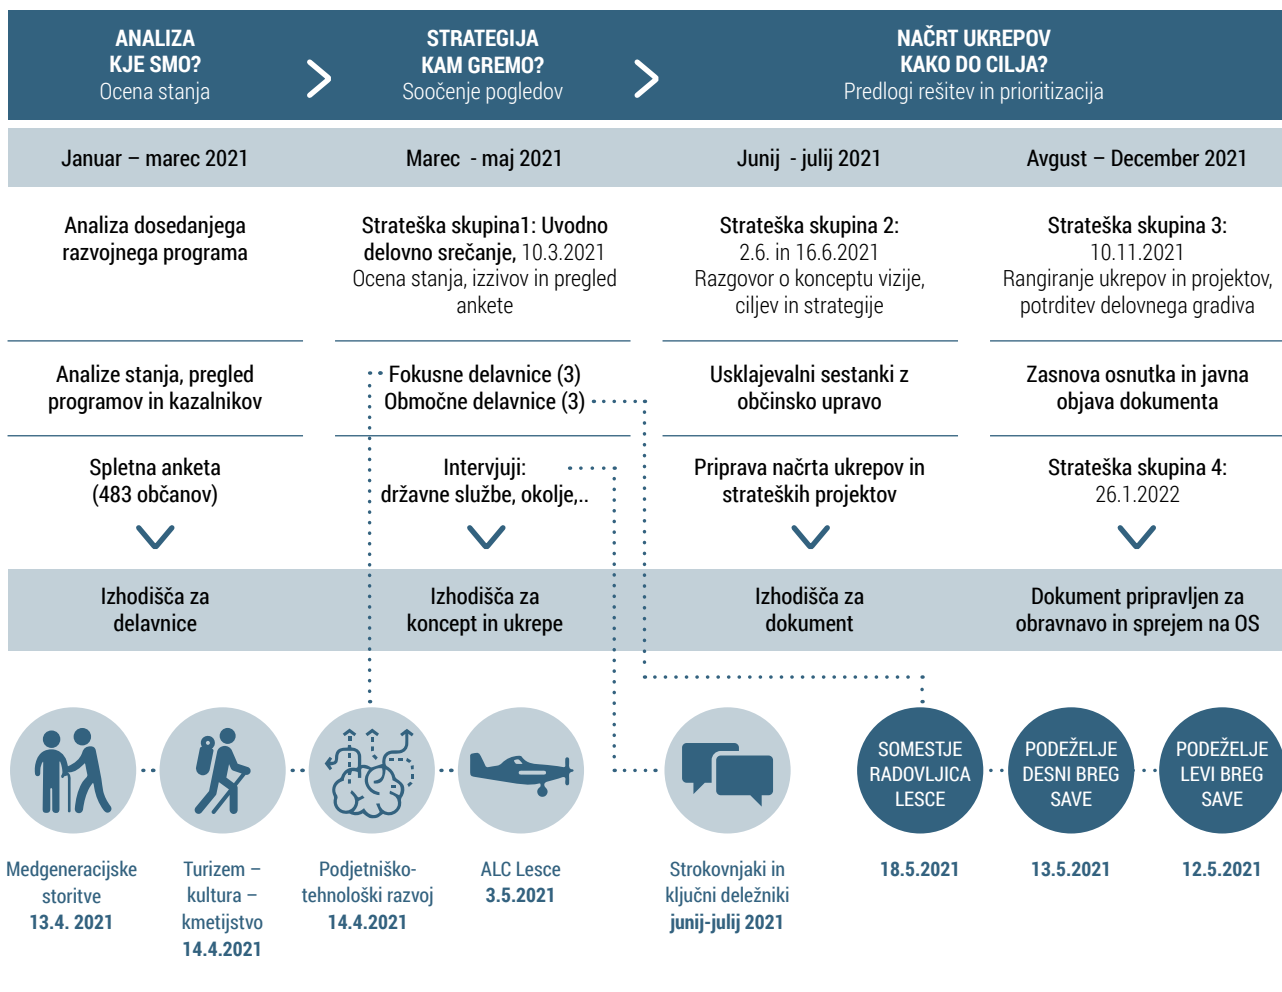 ANALIZA
KJE SMO?
Ocena stanja
STRATEGIJA
KAM GREMO?
Soočenje pogledov
NAČRT UKREPOV
KAKO DO CILJA?
Predlogi rešitev in prioritizacija
Januar – marec 2021
Marec - maj 2021
Junij - julij 2021
Avgust – December 2021
Analiza dosedanjega
razvojnega programa
Strateška skupina1: Uvodno
delovno srečanje, 10.3.2021
Ocena stanja, izzivov in pregled
ankete
Strateška skupina 2:
2.6. in 16.6.2021
Razgovor o konceptu vizije,
ciljev in strategije
Strateška skupina 3:
10.11.2021
Rangiranje ukrepov in projektov,
potrditev delovnega gradiva
Analize stanja, pregled
programov in kazalnikov
Fokusne delavnice (3)
Območne delavnice (3)
Usklajevalni sestanki z
občinsko upravo
Zasnova osnutka in javna
objava dokumenta
Spletna anketa
(483 občanov)
Intervjuji:
državne službe, okolje,..
Priprava načrta ukrepov in
strateških projektov
Strateška skupina 4:
26.1.2022
Izhodišča za
delavnice
Izhodišča za
koncept in ukrepe
Izhodišča za
dokument
Dokument pripravljen za
obravnavo in sprejem na OS
SOMESTJE
RADOVLJICA
LESCE
PODEŽELJE
DESNI BREG
SAVE
PODEŽELJE
LEVI BREG
SAVE
Medgeneracijske
storitve
13.4. 2021
Turizem –
kultura –
kmetijstvo
14.4.2021
Podjetniško-
tehnološki razvoj
14.4.2021
ALC Lesce
3.5.2021
Strokovnjaki in
ključni deležniki
junij-julij 2021
18.5.2021
13.5.2021
12.5.2021